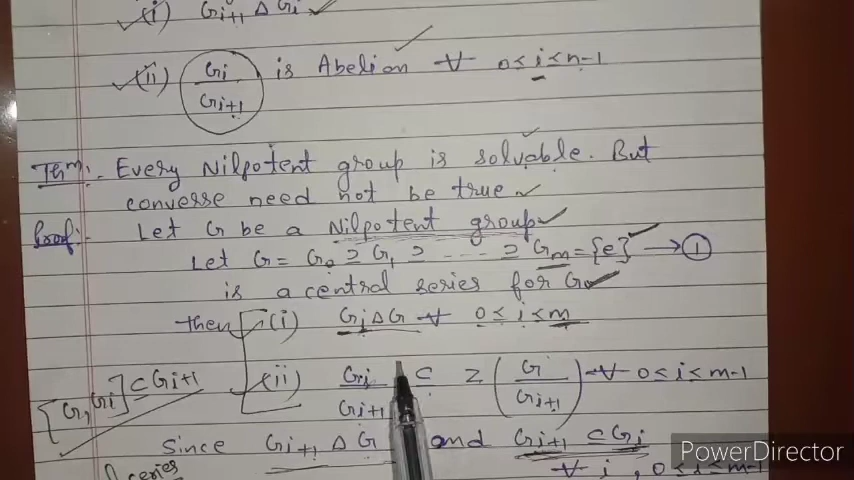 (i) Gi+1 Δ Gi
(ii) Gi/Gi+1 is Abelian ∀ 0≤i≤n-1
Thm:- Every Nilpotent group is solvable. But
converse need not be true
Proof:- Let G be a Nilpotent group
Let G = G0 ⊇ G1 ⊇ ---- ⊇ Gm = {e} → ①
is a central series for G
then (i) Gi Δ G ∀ 0≤i≤m
(ii) Gi/Gi+1 ⊆ Z(G/Gi+1) ∀ 0≤i≤m-1
[G,Gi]⊆Gi+1
Since Gi+1 Δ G and Gi+1 ⊆Gi
∀ i, 0≤i≤m-1
series
PowerDirector